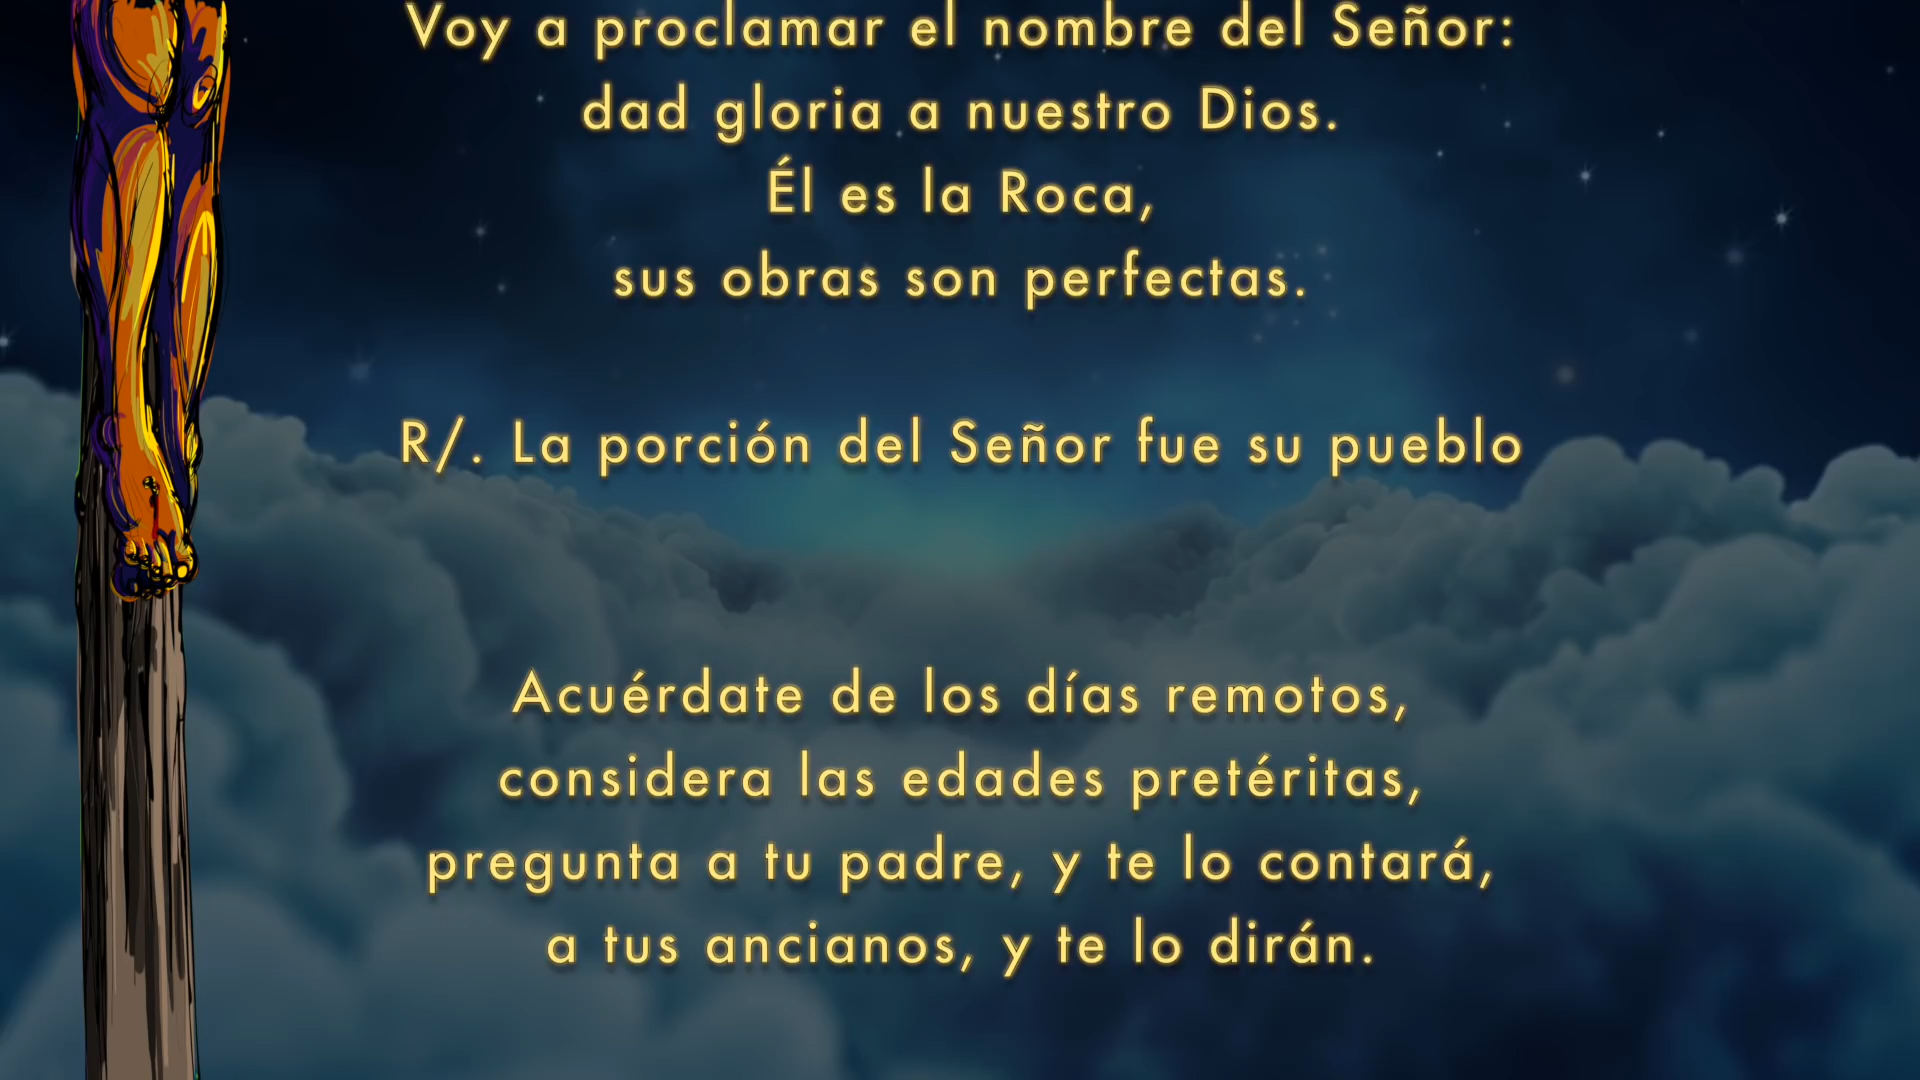 Voy a proclamar el nombre del Señor:
dad gloria a nuestro Dios.
Él es la Roca,
sus obras son perfectas.
R/. La porción del Señor fue su pueblo
Acuérdate de los días remotos,
considera las edades pretéritas,
pregunta a tu padre, y te lo contará,
a tus ancianos, y te lo dirán.